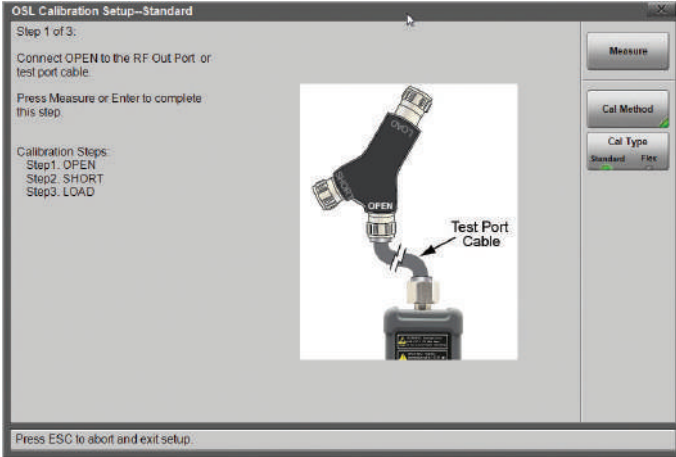 OSL Calibration Setup--Standard
Step 1 of 3:
Connect OPEN to the RF Out Port or
test port cable.
Press Measure or Enter to complete
this step.
Calibration Steps:
Step1. OPEN
Step2. SHORT
Step3. LOAD
LOAD
SHORT
OPEN
Test Port
Cable
Measure
Cal Method
Cal Type
Standard Flex
Press ESC to abort and exit setup.